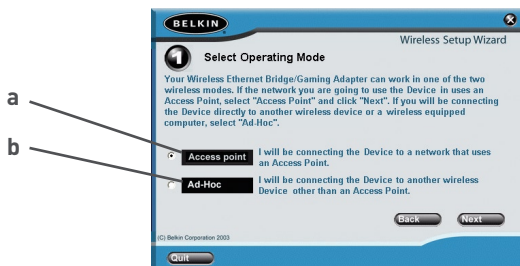 BELKIN
Wireless Setup Wizard
1 Select Operating Mode
Your Wireless Ethernet Bridge/Gaming Adapter can work in one of the two
wireless modes. If the network you are going to use the Device in uses an
Access Point, select "Access Point" and click "Next". If you will be connecting
the Device directly to another wireless device or a wireless equipped
computer, select "Ad-Hoc".
a
b
Access point I will be connecting the Device to a network that uses
an Access Point.
Ad-Hoc I will be connecting the Device to another wireless
Device other than an Access Point.
Back Next
(C) Belkin Corporation 2003
Quit